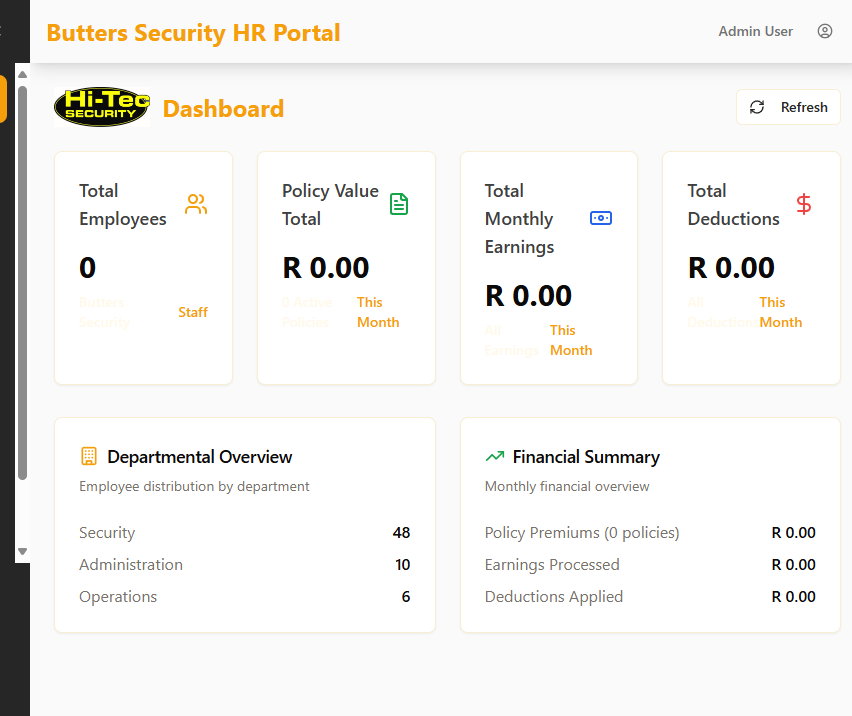 Butters Security HR Portal
Admin User
Hi-Tec
SECURITY
Dashboard
Refresh
Total
Employees
0
Butters
Security
Staff
Policy Value
Total
R 0.00
0 Active
Policies
This
Month
Total
Monthly
Earnings
R 0.00
All
Earnings
This
Month
Total
Deductions
R 0.00
All
Deductions
This
Month
Departmental Overview
Employee distribution by department
Security 48
Administration 10
Operations 6
Financial Summary
Monthly financial overview
Policy Premiums (0 policies) R 0.00
Earnings Processed R 0.00
Deductions Applied R 0.00